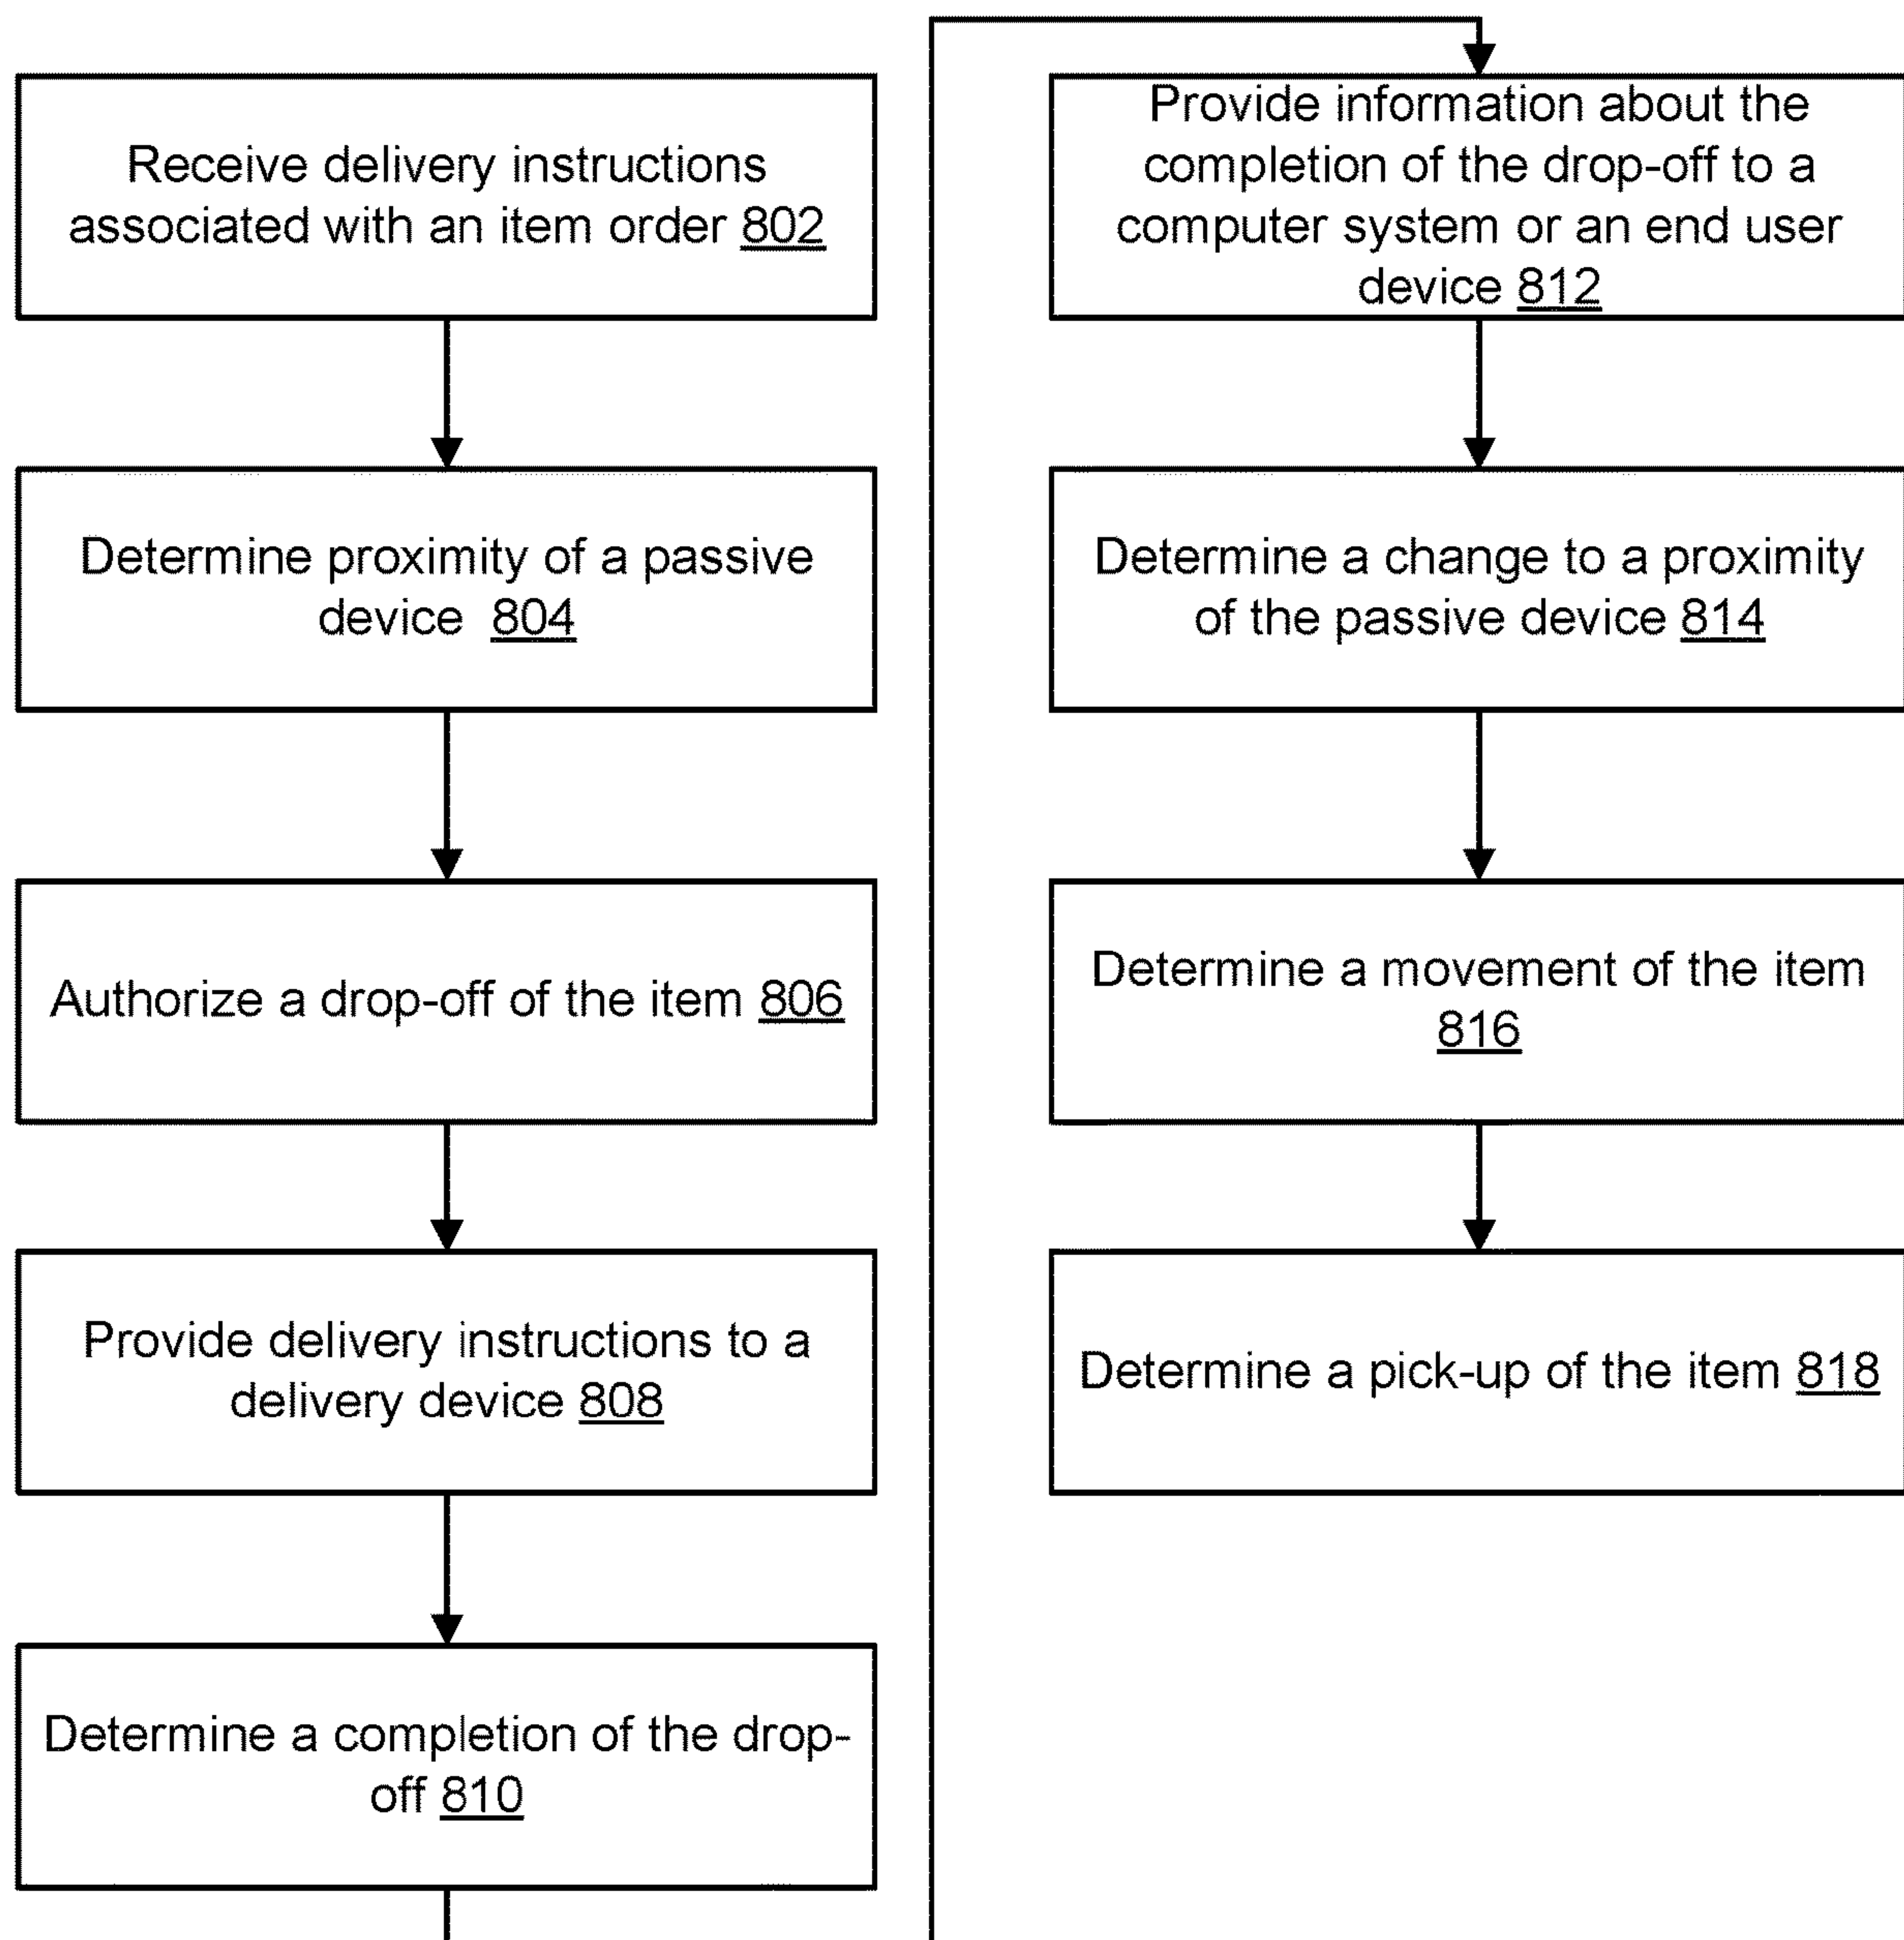 Receive delivery instructions
associated with an item order 802
Determine proximity of a passive
device 804
Authorize a drop-off of the item 806
Provide delivery instructions to a
delivery device 808
Determine a completion of the drop-
off 810
Provide information about the
completion of the drop-off to a
computer system or an end user
device 812
Determine a change to a proximity
of the passive device 814
Determine a movement of the item
816
Determine a pick-up of the item 818